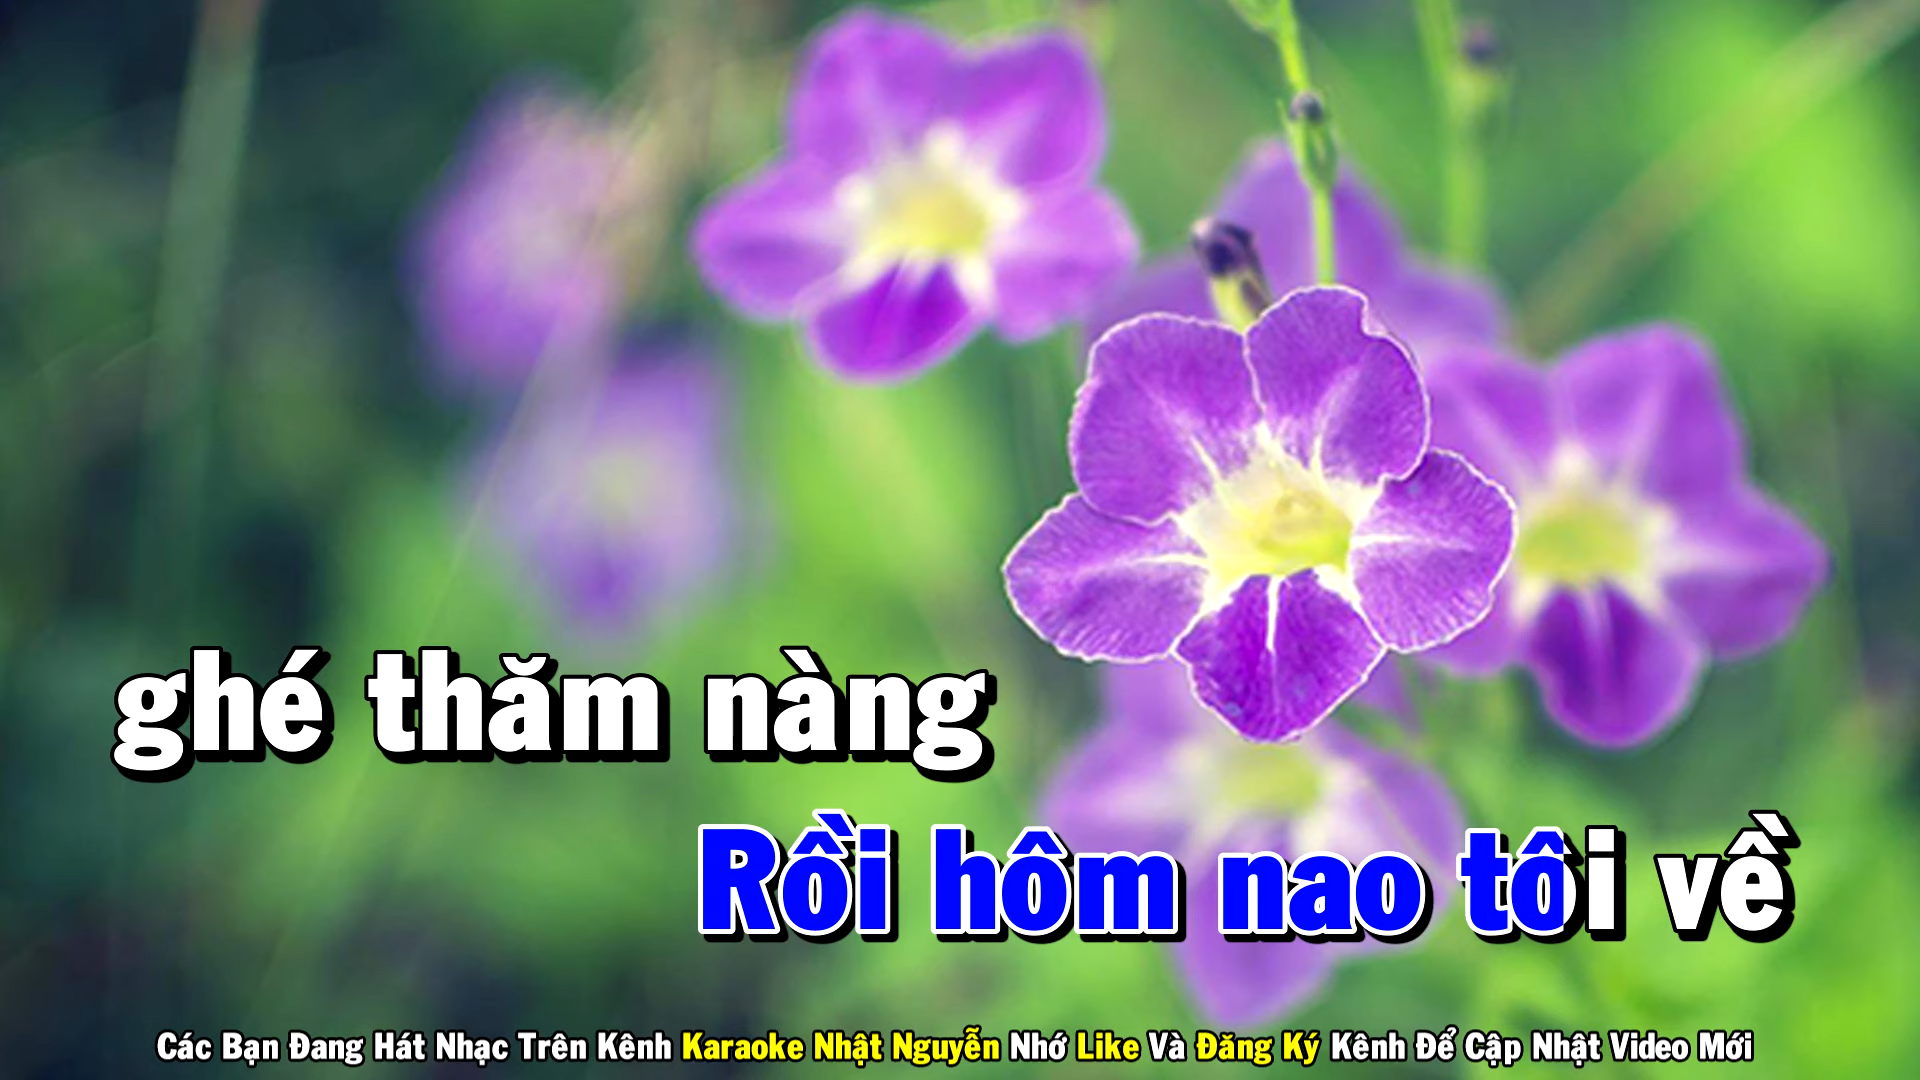 ghé thăm nàng
Rồi hôm nao tôi về
Các Bạn Đang Hát Nhạc Trên Kênh Karaoke Nhật Nguyễn Nhớ Like Và Đăng Ký Kênh Để Cập Nhật Video Mới